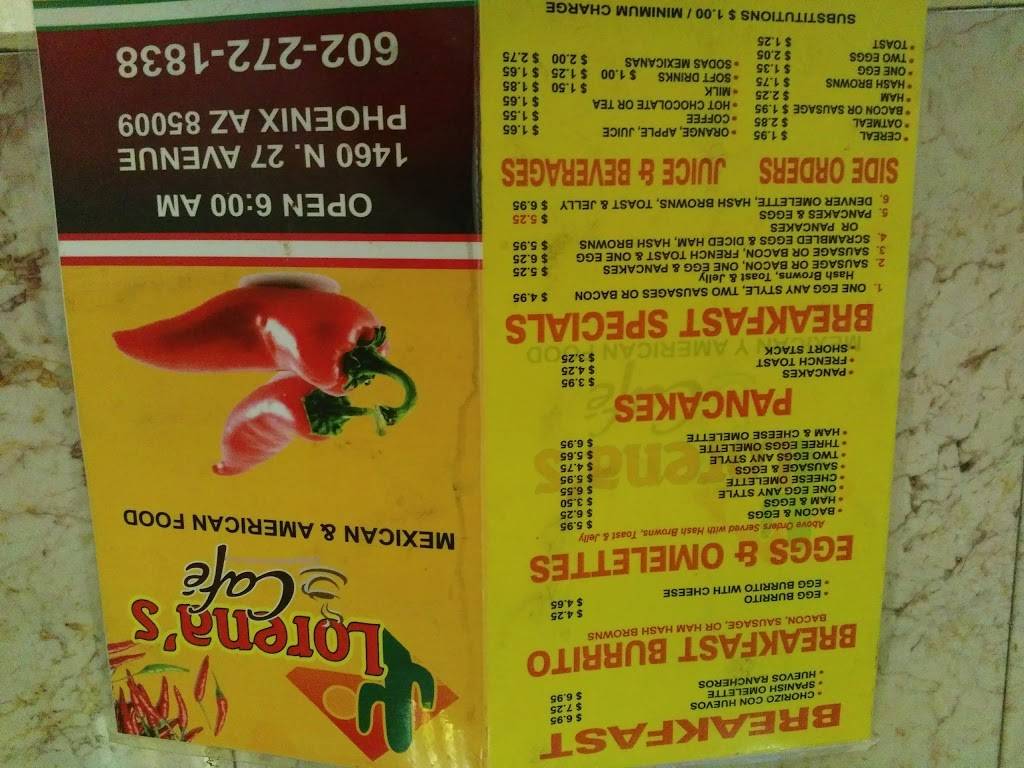 BREAKFAST
• CHORIZO CON HUEVOS $ 6.95
• SPANISH OMELETTE $ 7.25
• HUEVOS RANCHEROS $ 6.95
BREAKFAST BURRITO
BACON, SAUSAGE, OR HAM HASH BROWNS
• EGG BURRITO $ 4.25
• EGG BURRITO WITH CHEESE $ 4.65
EGGS & OMELETTES
Above Orders Served with Hash Browns, Toast & Jelly
• BACON & EGGS $ 5.95
• HAM & EGGS $ 6.25
• ONE EGG ANY STYLE $ 3.50
• CHEESE OMELETTE $ 6.55
• SAUSAGE & EGGS $ 5.95
• TWO EGGS ANY STYLE $ 4.75
• THREE EGGS OMELETTE $ 5.65
• HAM & CHEESE OMELETTE $ 6.95
PANCAKES
• PANCAKES $ 3.95
• FRENCH TOAST $ 4.25
• SHORT STACK $ 3.25
BREAKFAST SPECIALS
1. ONE EGG ANY STYLE, TWO SAUSAGES OR BACON $ 4.95
Hash Browns, Toast & Jelly
2. SAUSAGE OR BACON, ONE EGG & PANCAKES $ 5.25
3. SAUSAGE OR BACON, FRENCH TOAST & ONE EGG $ 6.25
4. SCRAMBLED EGGS & DICED HAM, HASH BROWNS $ 5.95
OR PANCAKES
5. PANCAKES & EGGS $ 5.25
6. DENVER OMELETTE, HASH BROWNS, TOAST & JELLY $ 6.95
SIDE ORDERS
• CEREAL $ 1.95
• OATMEAL $ 2.85
• BACON OR SAUSAGE $ 1.95
• HAM $ 2.25
• HASH BROWNS $ 1.75
• ONE EGG $ 1.35
• TWO EGGS $ 2.05
• TOAST $ 1.25
JUICE & BEVERAGES
• ORANGE, APPLE, JUICE $ 1.65
• COFFEE $ 1.55
• HOT CHOCOLATE OR TEA $ 1.65
• MILK $ 1.50 $ 1.85
• SOFT DRINKS $ 1.00 $ 1.25 $ 1.65
• SODAS MEXICANAS $ 2.00 $ 2.75
SUBSTITUTIONS $ 1.00 / MINIMUM CHARGE
Lorena's
Café
MEXICAN & AMERICAN FOOD
OPEN 6:00 AM
1460 N. 27 AVENUE
PHOENIX AZ 85009
602-272-1838